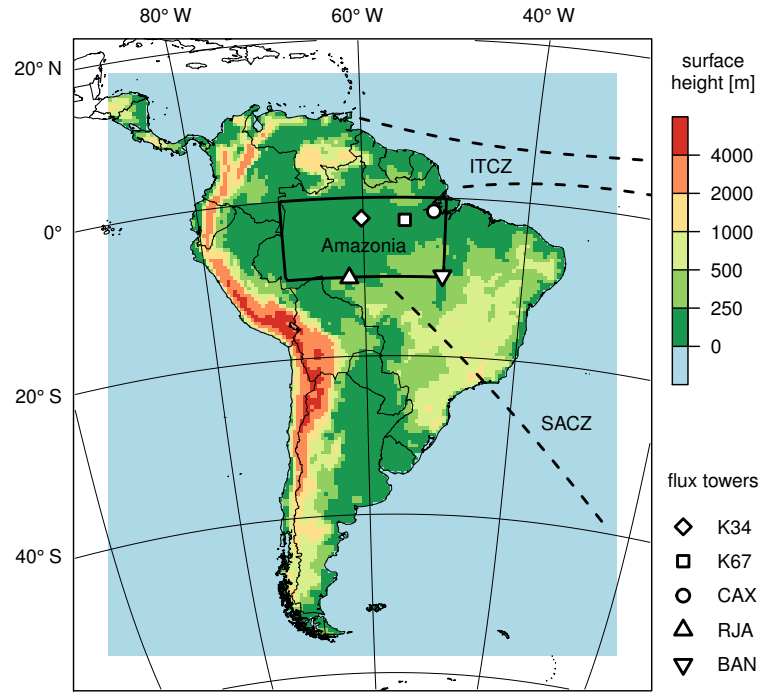 80° W 60° W 40° W
20° N
0°
20° S
40° S
ITCZ
Amazonia
SACZ
surface
height [m]
4000
2000
1000
500
250
0
flux towers
K34
K67
CAX
RJA
BAN